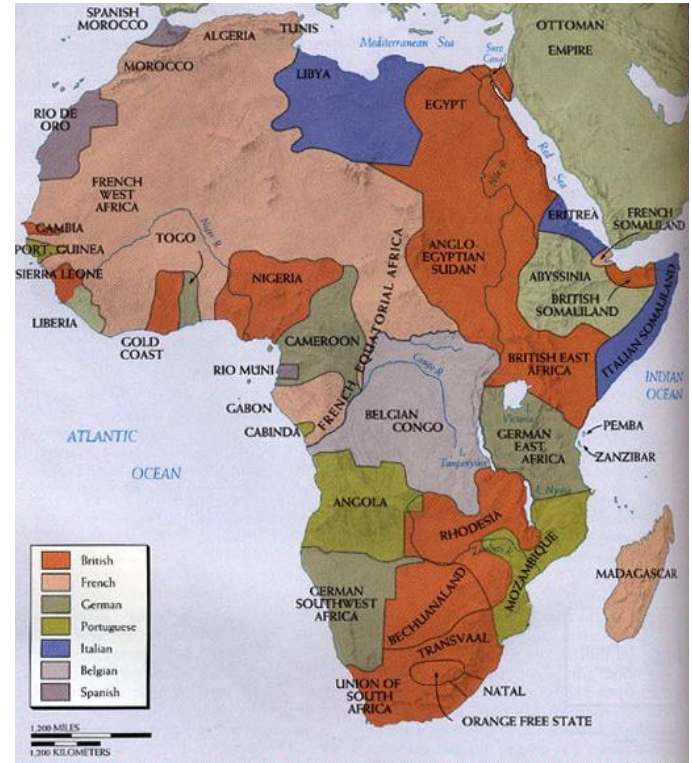 SPANISH
MOROCCO
ALGERIA
TUNIS
Mediterranean Sea
Suez
Canal
OTTOMAN
EMPIRE
MOROCCO
LIBYA
EGYPT
RIO DE
ORO
Nile R.
Red Sea
FRENCH
WEST
AFRICA
ERITREA
FRENCH
SOMALILAND
GAMBIA
TOGO
Niger R.
PORT. GUINEA
ANGLO-
EGYPTIAN
SUDAN
SIERRA LEONE
NIGERIA
ABYSSINIA
BRITISH
SOMALILAND
LIBERIA
GOLD
COAST
CAMEROON
FRENCH EQUATORIAL AFRICA
ITALIAN SOMALILAND
RIO MUNI
BRITISH EAST
AFRICA
Congo R.
INDIAN
OCEAN
GABON
BELGIAN
CONGO
L.
Victoria
CABINDA
GERMAN
EAST
AFRICA
PEMBA
ZANZIBAR
ATLANTIC
OCEAN
L.
Tanganyika
L. Nyasa
ANGOLA
RHODESIA
Zambezi R.
MOZAMBIQUE
MADAGASCAR
GERMAN
SOUTHWEST
AFRICA
BECHUANALAND
TRANSVAAL
UNION OF
SOUTH
AFRICA
NATAL
ORANGE FREE STATE
British
French
German
Portuguese
Italian
Belgian
Spanish
1,200 MILES
1,200 KILOMETERS